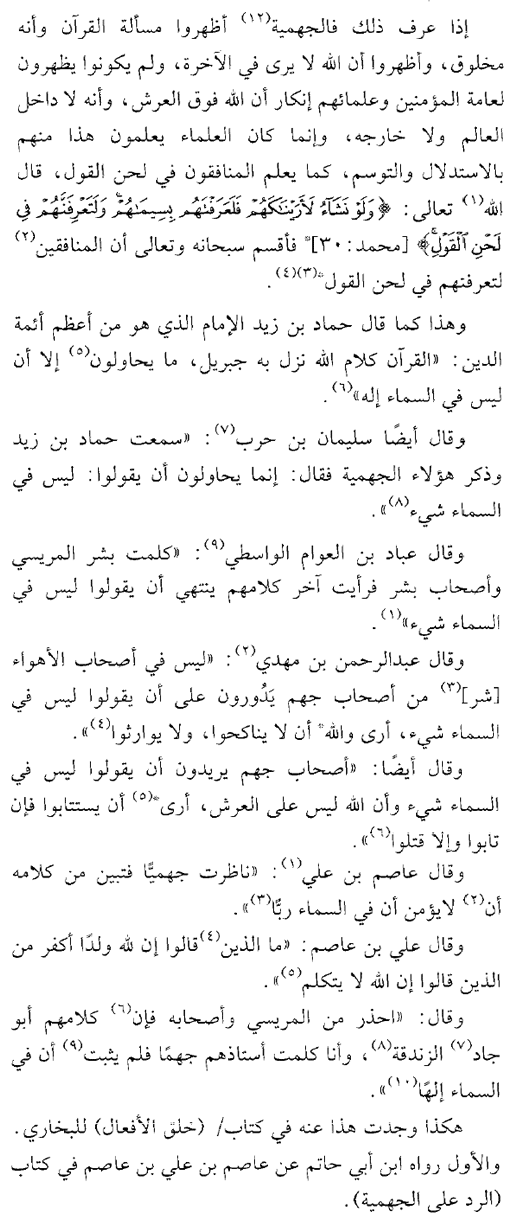 إذا عرف ذلك فالجهمية(١٢) أظهروا مسألة القرآن وأنه
مخلوق، وأظهروا أن الله لا يرى في الآخرة، ولم يكونوا يظهرون
لعامة المؤمنين وعلمائهم إنكار أن الله فوق العرش، وأنه لا داخل
العالم ولا خارجه، وإنما كان العلماء يعلمون هذا منهم
بالاستدلال والتوسم، كما يعلم المنافقون في لحن القول، قال
الله(١) تعالى: ﴿وَلَوْ نَشَآءُ لَأَرَيْنَـٰكَهُمْ فَلَعَرَفْتَهُم بِسِيمَـٰهُمْ ۚ وَلَتَعْرِفَنَّهُمْ فِى
لَحْنِ ٱلْقَوْلِ ۚ﴾ [محمد: ٣٠]* فأقسم سبحانه وتعالى أن المنافقين(٢)
لتعرفنهم في لحن القول*(٣)(٤).
وهذا كما قال حماد بن زيد الإمام الذي هو من أعظم أئمة
الدين: «القرآن كلام الله نزل به جبريل، ما يحاولون(٥) إلا أن
ليس في السماء إله»(٦).
وقال أيضًا سليمان بن حرب(٧): «سمعت حماد بن زيد
وذكر هؤلاء الجهمية فقال: إنما يحاولون أن يقولوا: ليس في
السماء شيء(٨)».
وقال عباد بن العوام الواسطي(٩): «كلمت بشر المريسي
وأصحاب بشر فرأيت آخر كلامهم ينتهي أن يقولوا ليس في
السماء شيء»(١).
وقال عبدالرحمن بن مهدي(٢): «ليس في أصحاب الأهواء
[شر](٣) من أصحاب جهم يَدُورون على أن يقولوا ليس في
السماء شيء، أرى والله* أن لا يناكحوا، ولا يوارثوا(٤)».
وقال أيضًا: «أصحاب جهم يريدون أن يقولوا ليس في
السماء شيء وأن الله ليس على العرش، أرى*(٥) أن يستتابوا فإن
تابوا وإلا قتلوا(٦)».
وقال عاصم بن علي(١): «ناظرت جهميًّا فتبين من كلامه
أن(٢) لايؤمن أن في السماء ربًّا(٣)».
وقال علي بن عاصم: «ما الذين(٤)قالوا إن لله ولدًا أكفر من
الذين قالوا إن الله لا يتكلم(٥)».
وقال: «احذر من المريسي وأصحابه فإن(٦) كلامهم أبو
جاد(٧) الزندقة(٨)، وأنا كلمت أستاذهم جهمًا فلم يثبت(٩) أن في
السماء إلهًا(١٠)».
هكذا وجدت هذا عنه في كتاب/ (خلق الأفعال) للبخاري.
والأول رواه ابن أبي حاتم عن عاصم بن علي بن عاصم في كتاب
(الرد على الجهمية).